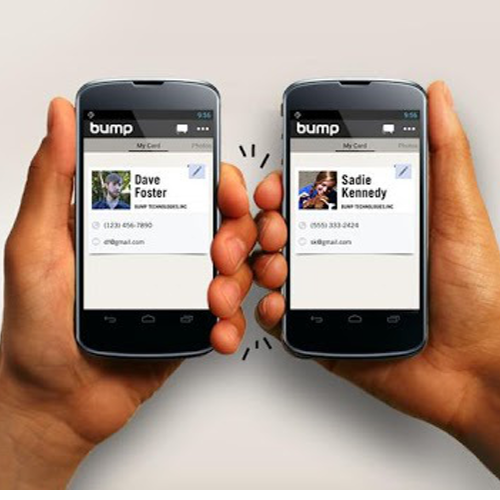 9:56
bump
My Card
Photos
Dave
Foster
BUMP TECHNOLOGIES, INC
(123) 456-7890
df@gmail.com
9:56
bump
My Card
Photos
Sadie
Kennedy
BUMP TECHNOLOGIES, INC
(555) 333-2424
sk@gmail.com